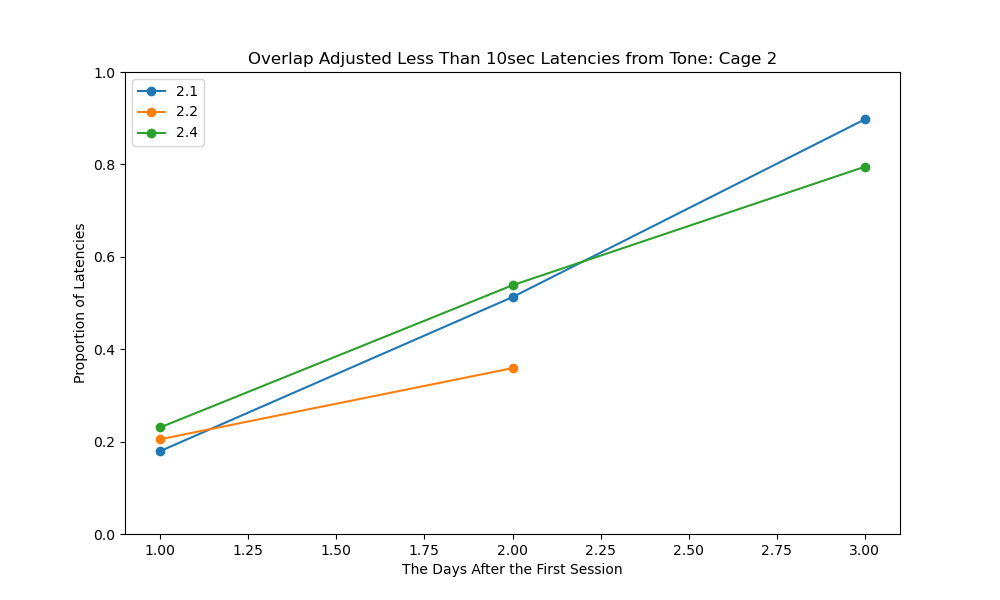 Overlap Adjusted Less Than 10sec Latencies from Tone: Cage 2
1.0
0.8
0.6
0.4
0.2
0.0
Proportion of Latencies
2.1
2.2
2.4
1.00 1.25 1.50 1.75 2.00 2.25 2.50 2.75 3.00
The Days After the First Session